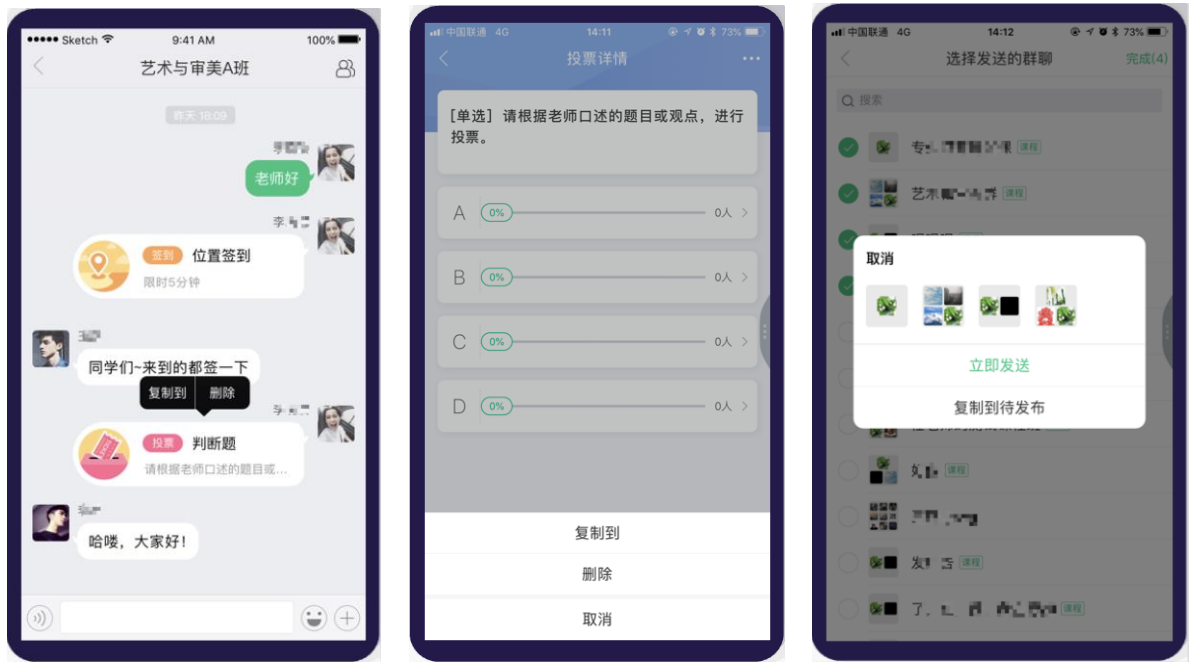 Sketch
9:41 AM
100%
艺术与审美A班
昨天 18:09
老师好
李
签到 位置签到
限时5分钟
同学们~来到的都签一下
复制到 删除
投票 判断题
请根据老师口述的题目或...
哈喽，大家好！
中国联通 4G
14:11
73%
投票详情
[单选] 请根据老师口述的题目或观点，进行
投票。
A 0% 0人
B 0% 0人
C 0% 0人
D 0% 0人
复制到
删除
取消
中国联通 4G
14:12
73%
选择发送的群聊
完成(4)
搜索
专 课程
艺术 课程
取消
立即发送
复制到待发布
课程
发 课程
了, 课程